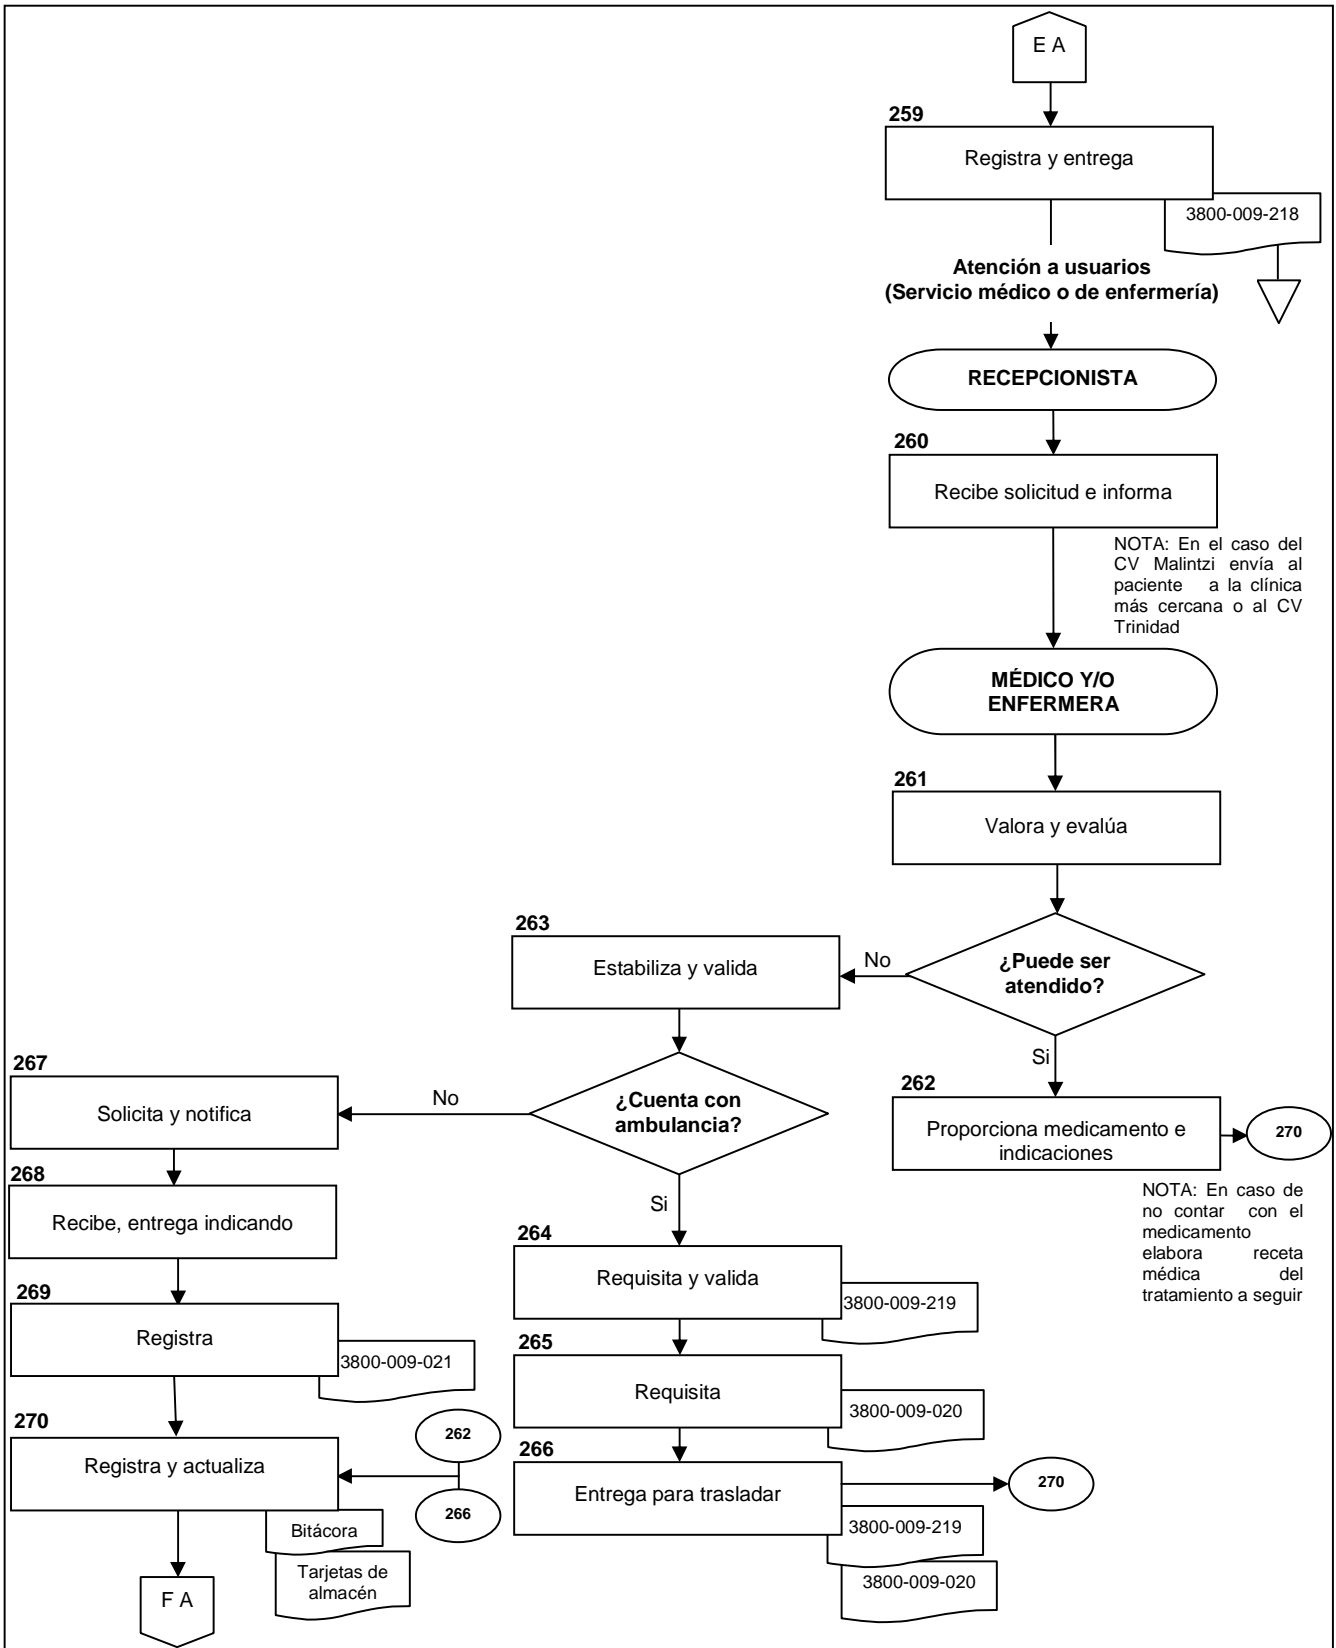 E A
259
Registra y entrega
3800-009-218
Atención a usuarios
(Servicio médico o de enfermería)
RECEPCIONISTA
260
Recibe solicitud e informa
NOTA: En el caso del
CV Malintzi envía al
paciente a la clínica
más cercana o al CV
Trinidad
MÉDICO Y/O
ENFERMERA
261
Valora y evalúa
¿Puede ser
atendido?
No
Si
263
Estabiliza y valida
262
Proporciona medicamento e
indicaciones
270
NOTA: En caso de
no contar con el
medicamento
elabora receta
médica del
tratamiento a seguir
¿Cuenta con
ambulancia?
No
Si
267
Solicita y notifica
268
Recibe, entrega indicando
269
Registra
3800-009-021
270
Registra y actualiza
262
266
Bitácora
Tarjetas de
almacén
F A
264
Requisita y valida
3800-009-219
265
Requisita
3800-009-020
266
Entrega para trasladar
270
3800-009-219
3800-009-020